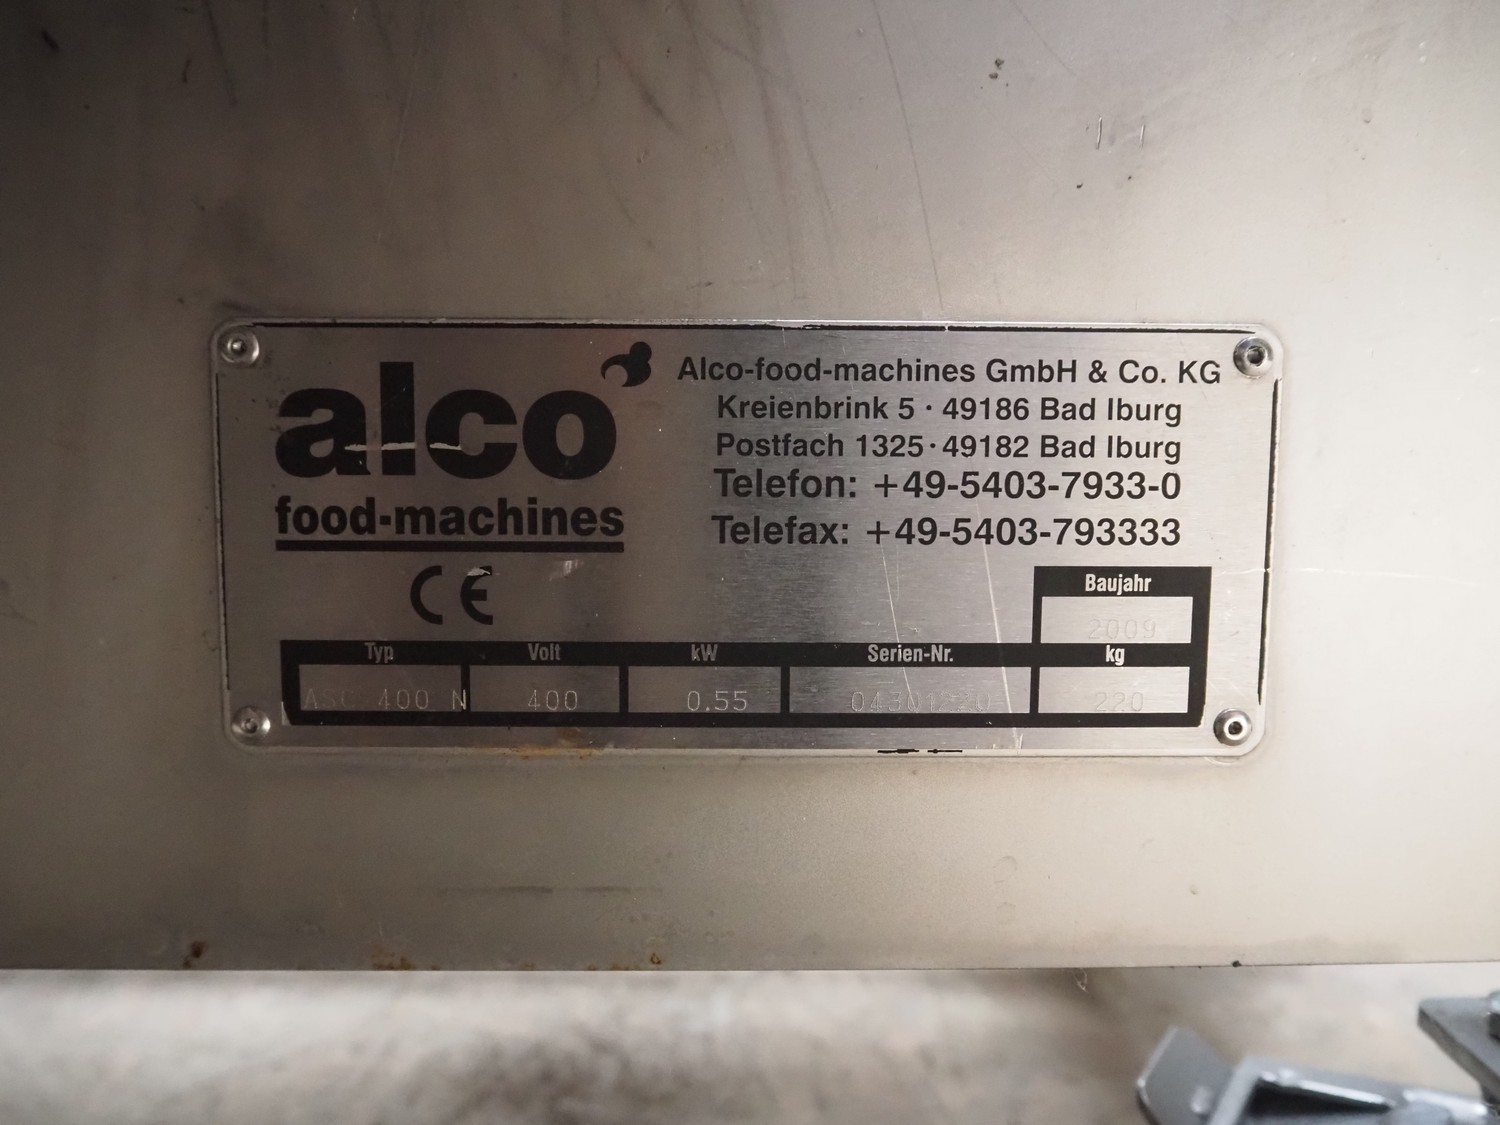 alco
food-machines
CE
Alco-food-machines GmbH & Co. KG
Kreienbrink 5 · 49186 Bad Iburg
Postfach 1325 · 49182 Bad Iburg
Telefon: +49-5403-7933-0
Telefax: +49-5403-793333
Baujahr
2009
Typ Volt kW Serien-Nr. kg
ASC 400 N 400 0.55 220